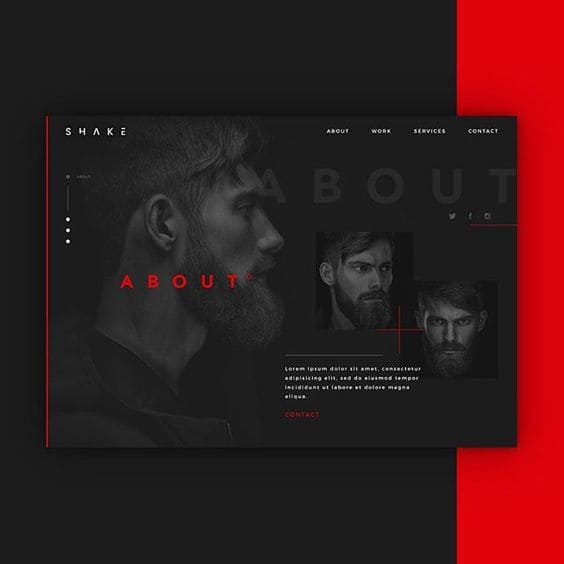 SHAKE
ABOUT WORK SERVICES CONTACT
ABOUT
ABOUT
ABOUT°
Lorem ipsum dolor sit amet, consectetur
adipisicing elit, sed do eiusmod tempor
incididunt ut labore et dolore magna
aliqua.
CONTACT